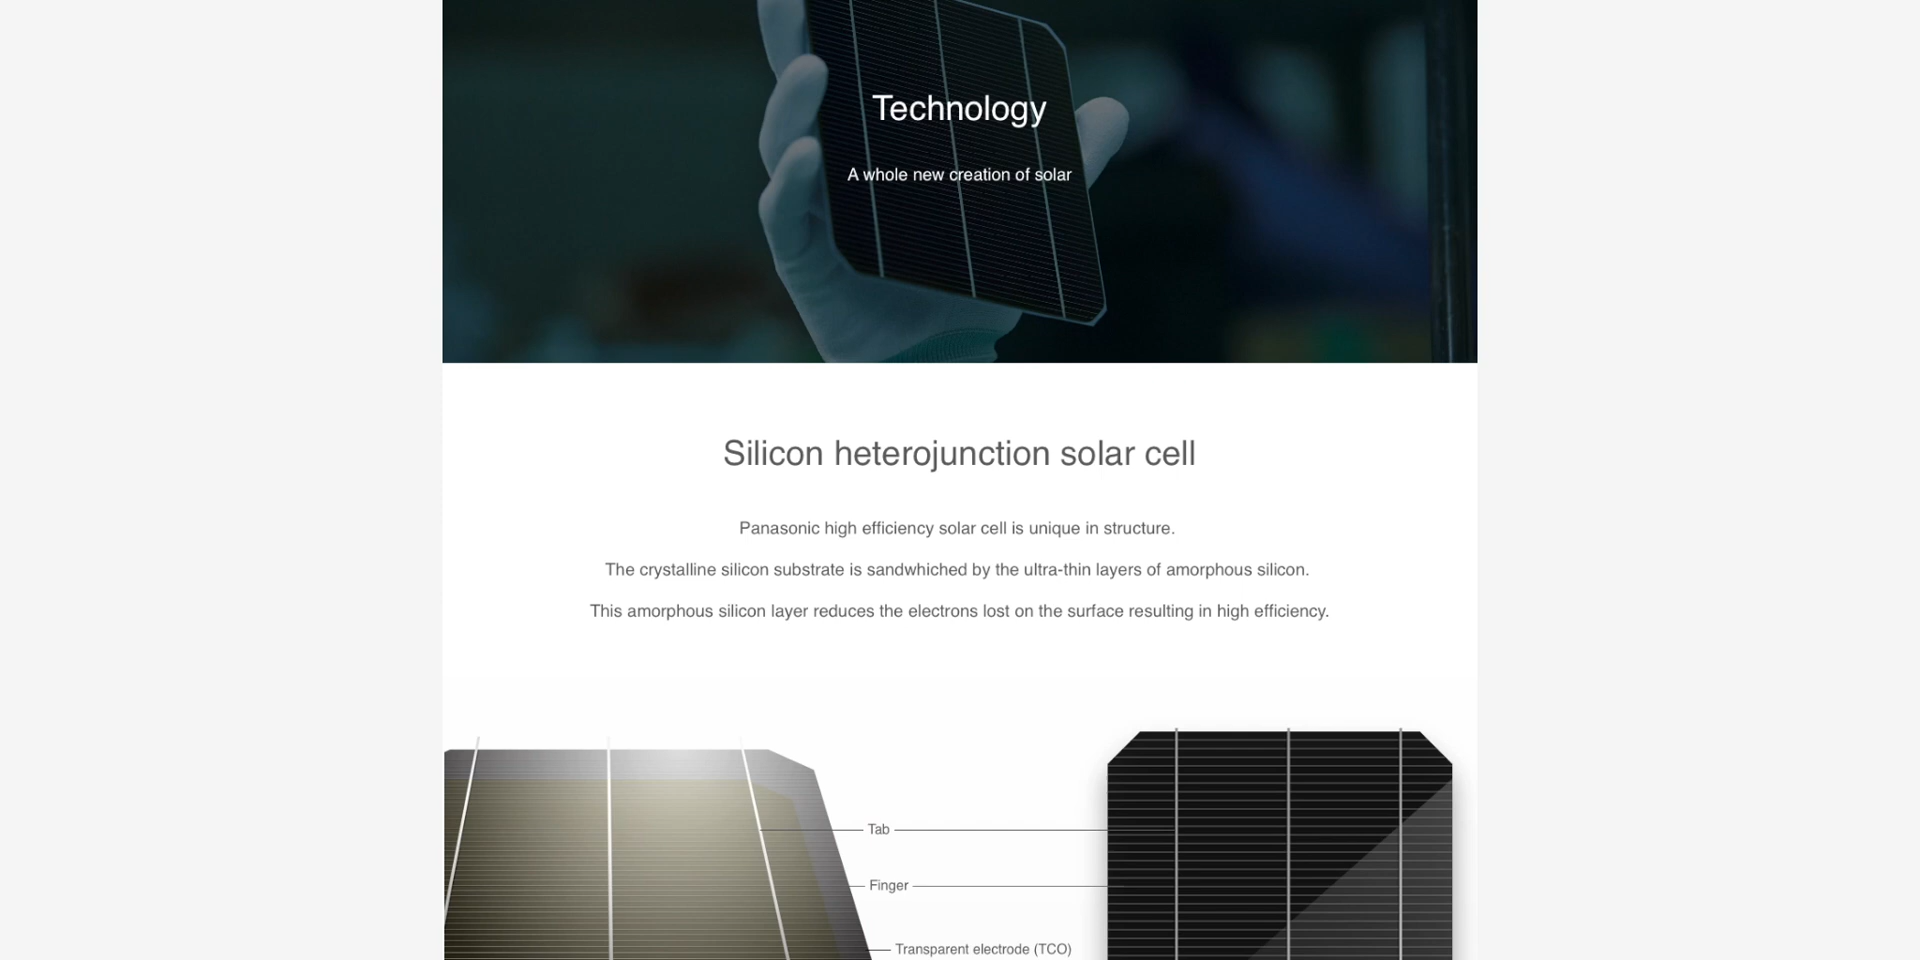 Technology
A whole new creation of solar
Silicon heterojunction solar cell
Panasonic high efficiency solar cell is unique in structure.
The crystalline silicon substrate is sandwhiched by the ultra-thin layers of amorphous silicon.
This amorphous silicon layer reduces the electrons lost on the surface resulting in high efficiency.
Tab
Finger
Transparent electrode (TCO)